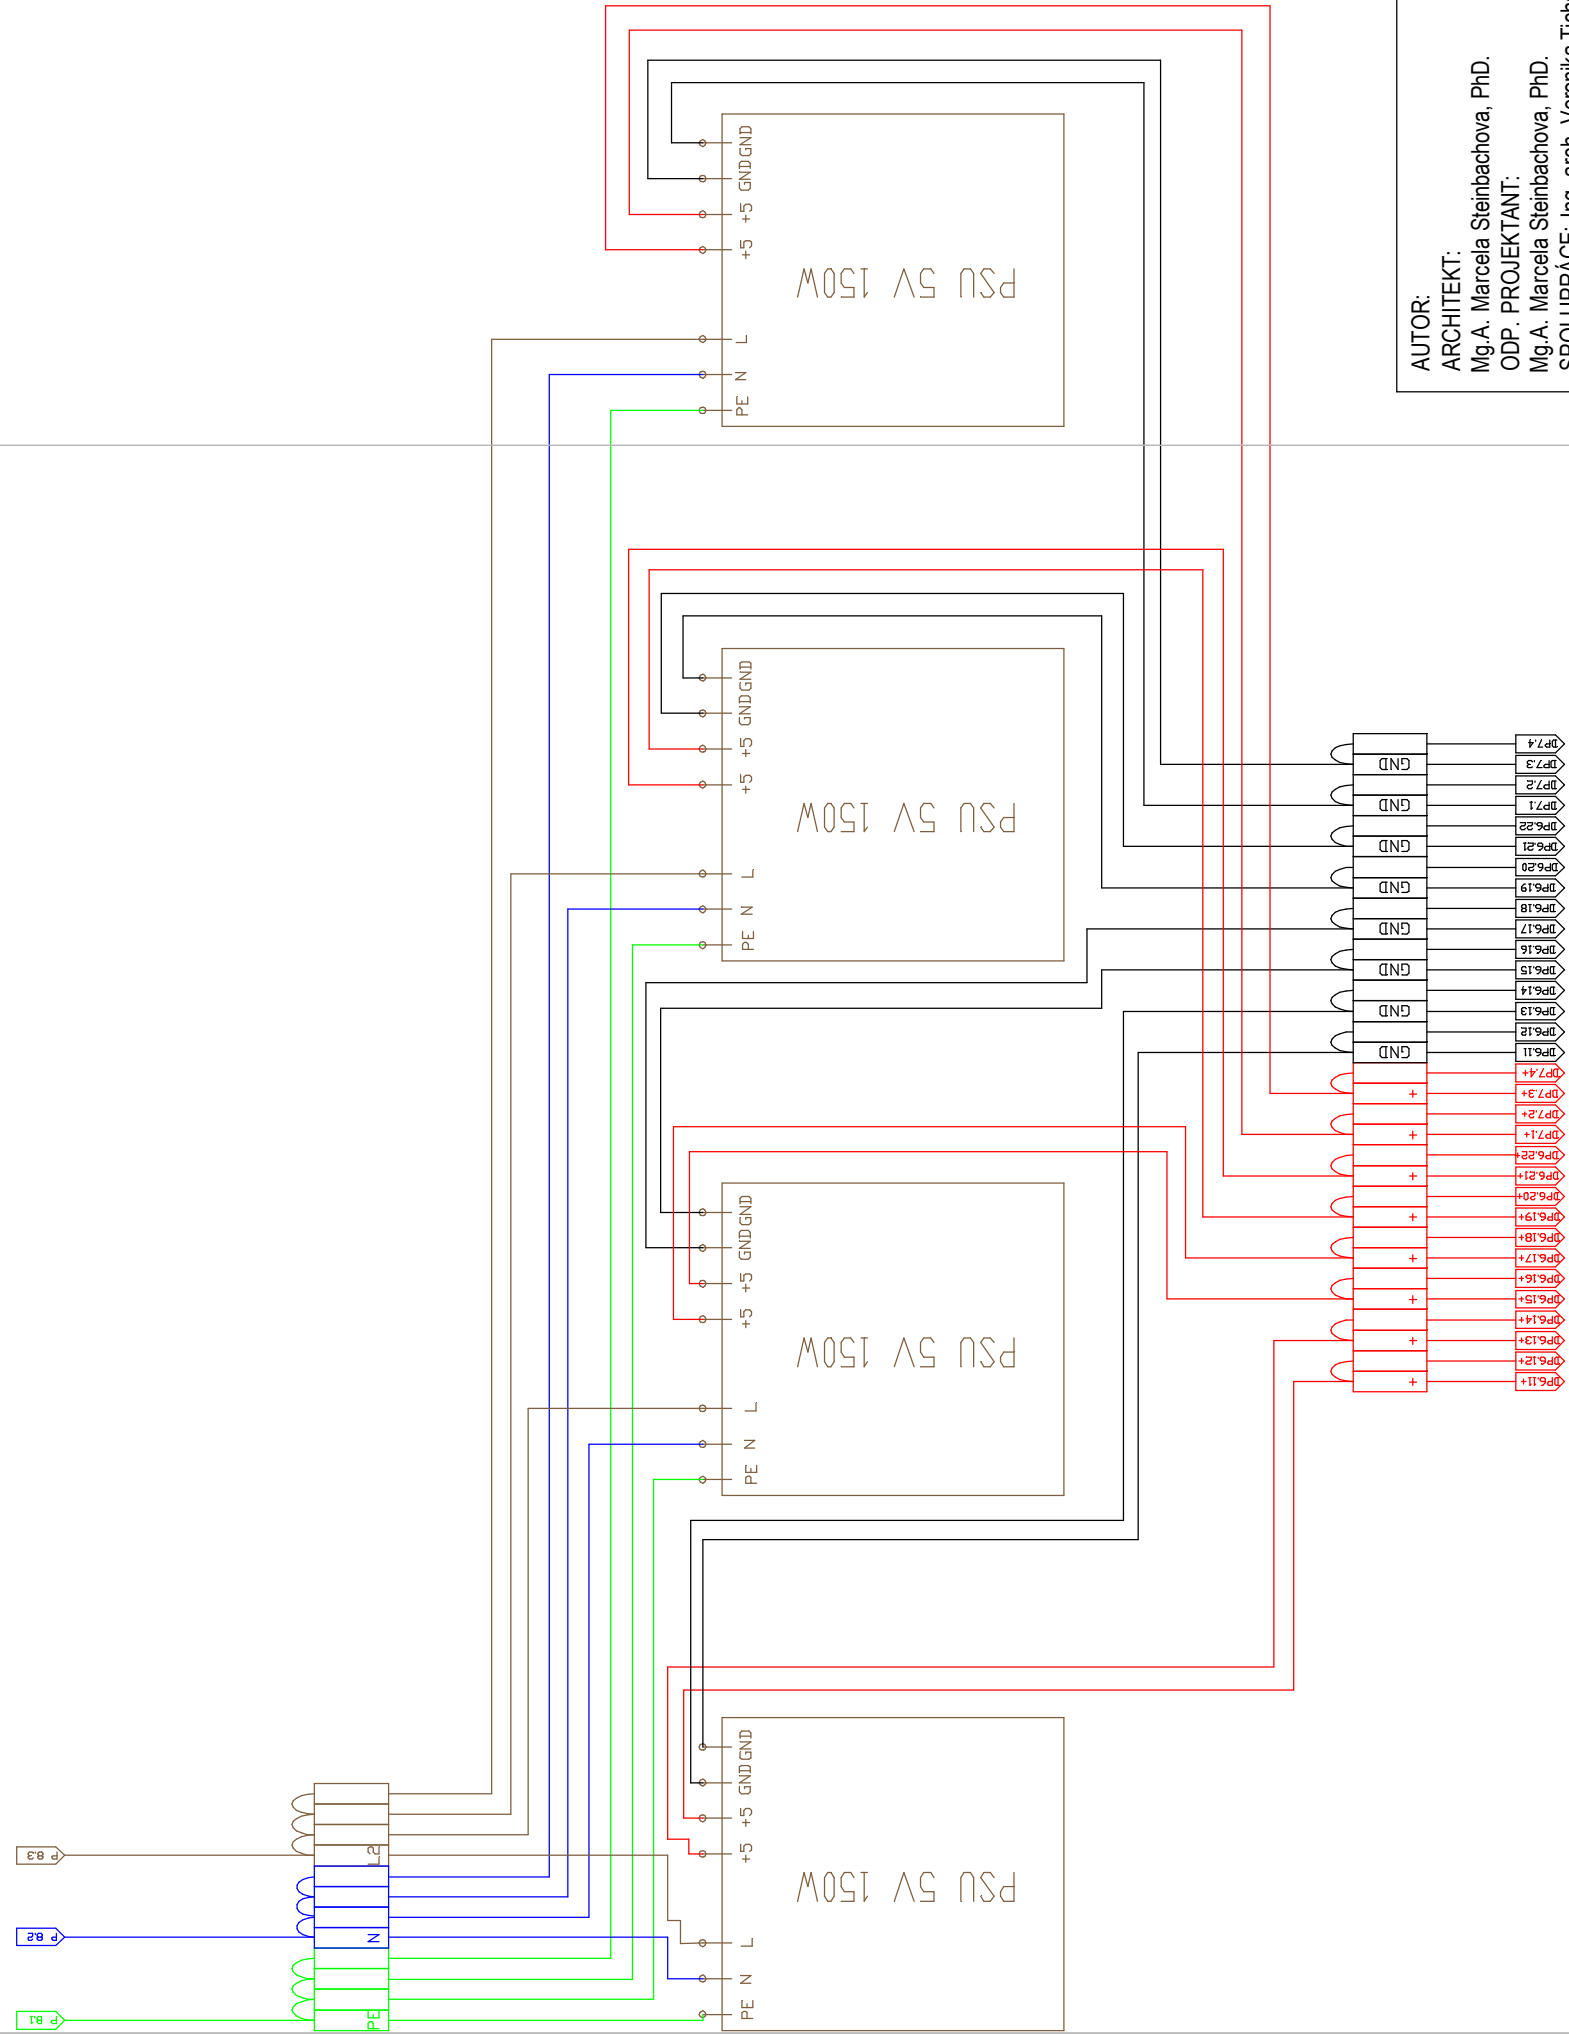 AUTOR:
ARCHITEKT:
Mg.A. Marcela Steinbachova, PhD.
ODP. PROJEKTANT:
Mg.A. Marcela Steinbachova, PhD.
GND
GND
+5
+5
L
N
PE
PSU 5V 150W
GND
GND
+5
+5
L
N
PE
PSU 5V 150W
GND
GND
+5
+5
L
N
PE
PSU 5V 150W
GND
GND
+5
+5
L
N
PE
PSU 5V 150W
GND
GND
GND
GND
GND
GND
GND
GND
+
+
+
+
+
+
+
+
DP7.4
DP7.3
DP7.2
DP7.1
DP6.22
DP6.21
DP6.20
DP6.19
DP6.18
DP6.17
DP6.16
DP6.15
DP6.14
DP6.13
DP6.12
DP6.11
DP7.4+
DP7.3+
DP7.2+
DP7.1+
DP6.22+
DP6.21+
DP6.20+
DP6.19+
DP6.18+
DP6.17+
DP6.16+
DP6.15+
DP6.14+
DP6.13+
DP6.12+
DP6.11+
P 8.3
L2
P 8.2
N
P 8.1
PE